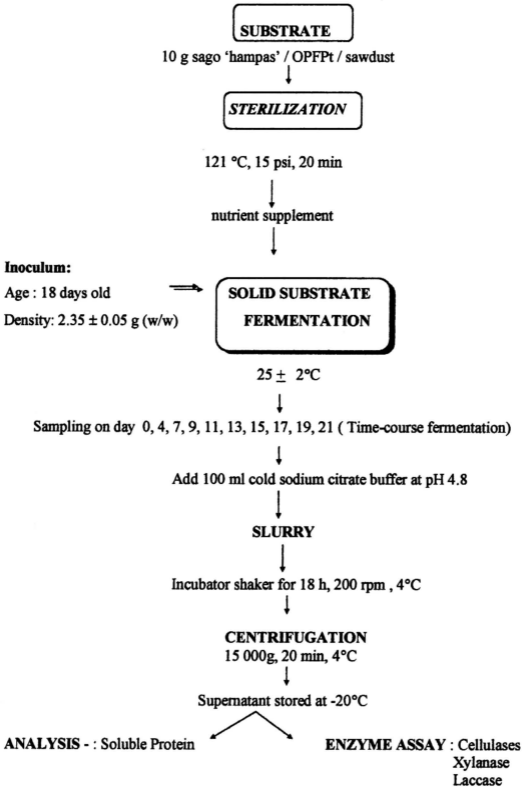 SUBSTRATE
10 g sago 'hampas' / OPFPt / sawdust
STERILIZATION
121 °C, 15 psi, 20 min
nutrient supplement
Inoculum:
Age : 18 days old
Density: 2.35 ± 0.05 g (w/w)
SOLID SUBSTRATE
FERMENTATION
25 ± 2°C
Sampling on day 0, 4, 7, 9, 11, 13, 15, 17, 19, 21 ( Time-course fermentation)
Add 100 ml cold sodium citrate buffer at pH 4.8
SLURRY
Incubator shaker for 18 h, 200 rpm , 4°C
CENTRIFUGATION
15 000g, 20 min, 4°C
Supernatant stored at -20°C
ANALYSIS - : Soluble Protein
ENZYME ASSAY : Cellulases
Xylanase
Laccase